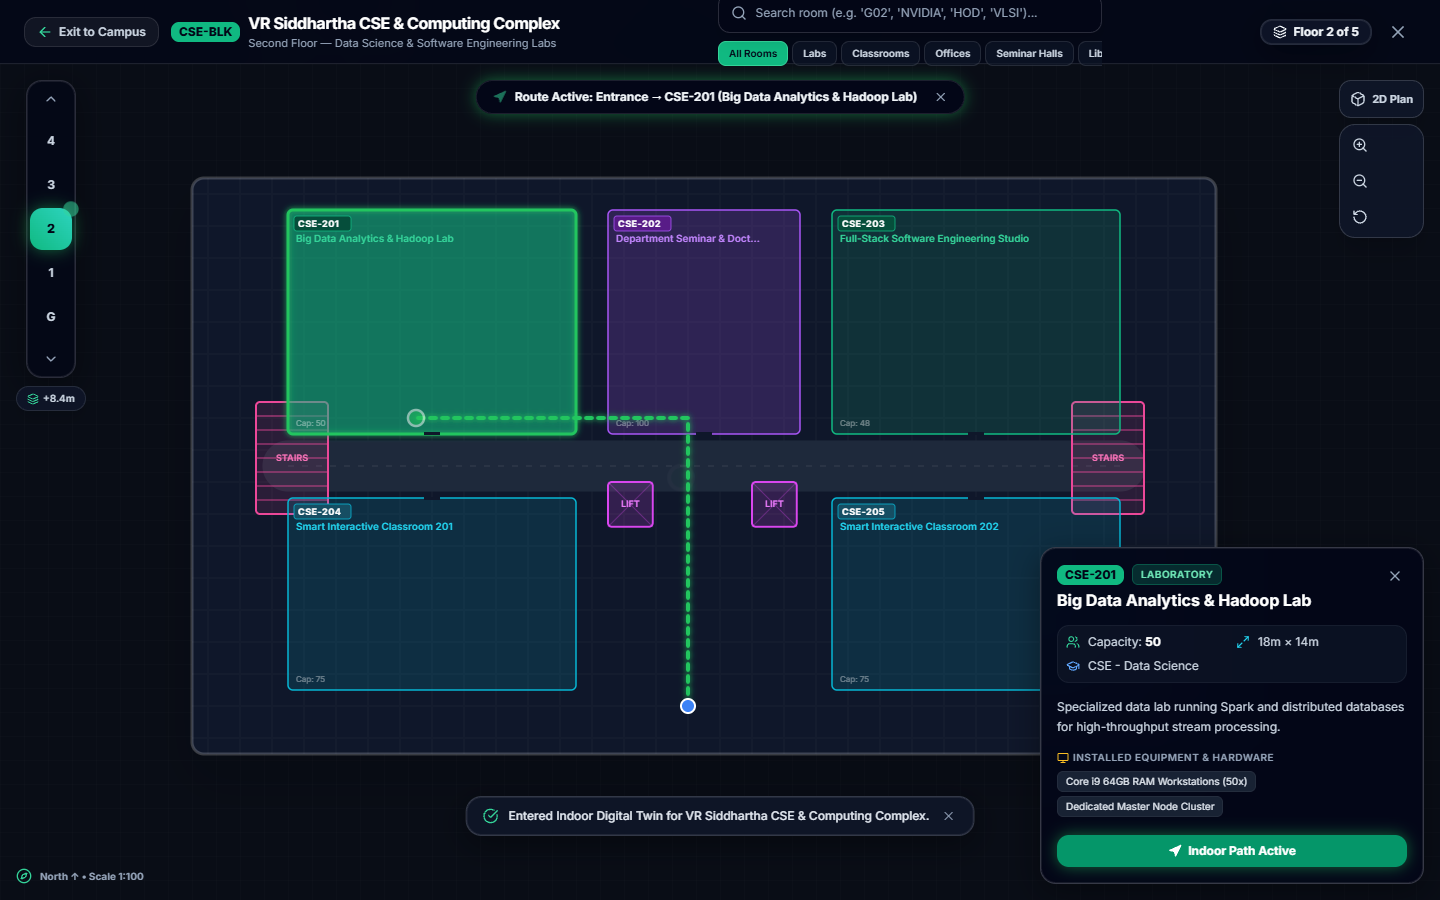 Exit to Campus
CSE-BLK
VR Siddhartha CSE & Computing Complex
Second Floor — Data Science & Software Engineering Labs
Search room (e.g. 'G02', 'NVIDIA', 'HOD', 'VLSI')...
All Rooms
Labs
Classrooms
Offices
Seminar Halls
Lib
Floor 2 of 5
Route Active: Entrance → CSE-201 (Big Data Analytics & Hadoop Lab)
2D Plan
4
3
2
1
G
+8.4m
CSE-201
Big Data Analytics & Hadoop Lab
Cap: 50
CSE-202
Department Seminar & Doct...
Cap: 100
CSE-203
Full-Stack Software Engineering Studio
Cap: 48
STAIRS
STAIRS
LIFT
LIFT
CSE-204
Smart Interactive Classroom 201
Cap: 75
CSE-205
Smart Interactive Classroom 202
Cap: 75
CSE-201
LABORATORY
Big Data Analytics & Hadoop Lab
Capacity: 50
18m × 14m
CSE - Data Science
Specialized data lab running Spark and distributed databases
for high-throughput stream processing.
INSTALLED EQUIPMENT & HARDWARE
Core i9 64GB RAM Workstations (50x)
Dedicated Master Node Cluster
Indoor Path Active
Entered Indoor Digital Twin for VR Siddhartha CSE & Computing Complex.
North ↑ • Scale 1:100